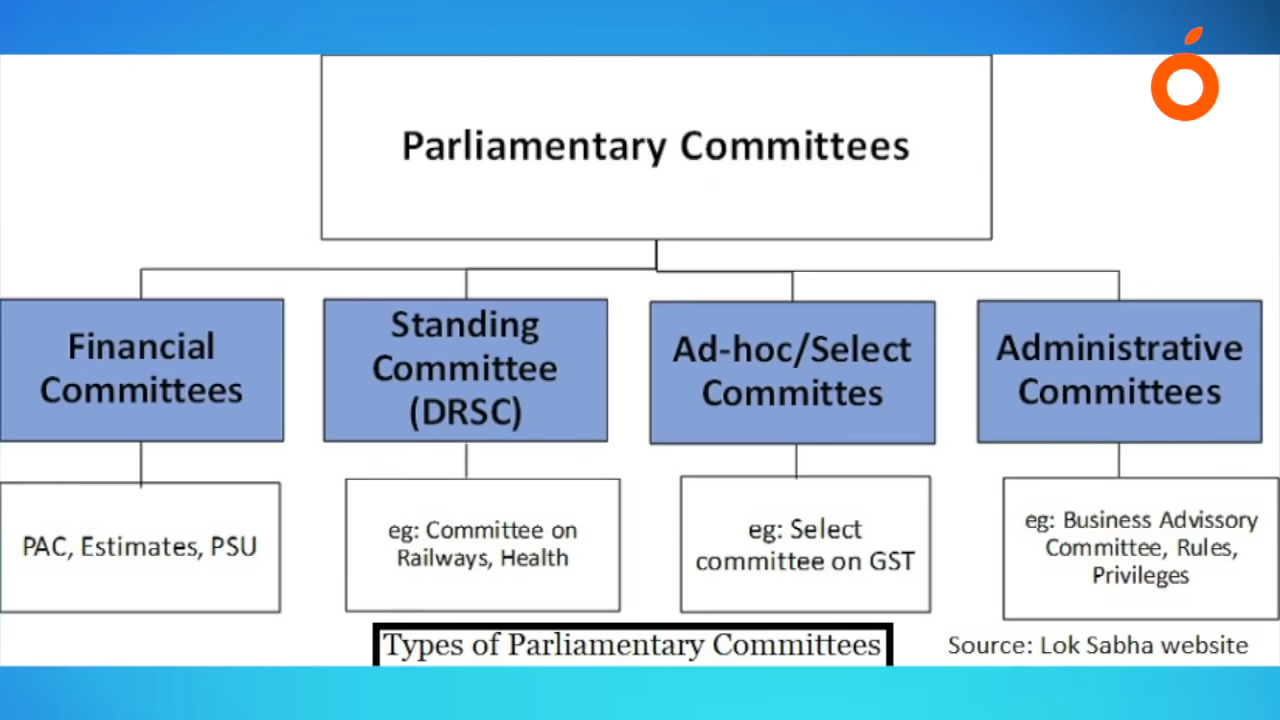 Parliamentary Committees
Financial
Committees
Standing
Committee
(DRSC)
Ad-hoc/Select
Committes
Administrative
Committees
PAC, Estimates, PSU
eg: Committee on
Railways, Health
eg: Select
committee on GST
eg: Business Advissory
Committee, Rules,
Privileges
Types of Parliamentary Committees
Source: Lok Sabha website